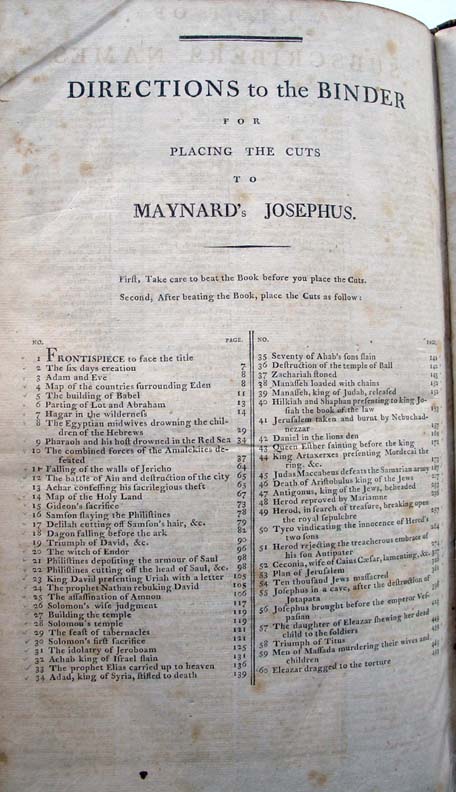 DIRECTIONS to the BINDER
FOR
PLACING THE CUTS
TO
MAYNARD's JOSEPHUS.
First, Take care to beat the Book before you place the Cuts.
Second, After beating the Book, place the Cuts as follow:
NO. PAGE.
1 FRONTISPIECE to face the title
2 The six days creation 7
3 Adam and Eve 8
4 Map of the countries surrounding Eden 8
5 The building of Babel 11
6 Parting of Lot and Abraham 13
7 Hagar in the wilderness 14
8 The Egyptian midwives drowning the chil-
dren of the Hebrews 29
9 Pharaoh and his host drowned in the Red Sea 34
10 The combined forces of the Amalekites de-
feated 37
11 Falling of the walls of Jericho 64
12 The battle of Ain and destruction of the city 65
13 Achar confessing his sacrilegious theft 65
14 Map of the Holy Land 67
15 Gideon's sacrifice 73
16 Samson slaying the Philistines 78
17 Delilah cutting off Samson's hair, &c. 79
18 Dagon falling before the ark 82
19 Triumph of David, &c. 90
20 The witch of Endor 96
21 Philistines deposing the armour of Saul 98
22 Philistines cutting off the head of Saul, &c. 98
23 King David presenting Uriah with a letter 105
24 The prophet Nathan rebuking David 105
25 The assassination of Amnon 106
26 Solomon's wise judgment 117
27 Building the temple 119
28 Solomon's temple 119
29 The feast of tabernacles 121
30 Solomon's first sacrifice 121
31 The idolatry of Jeroboam 125
32 Achab king of Israel slain 131
33 The prophet Elias carried up to heaven 136
34 Adad, king of Syria, stifled to death 139
NO. PAGE.
35 Seventy of Ahab's sons slain 141
36 Destruction of the temple of Baal
37 Zachariah stoned
38 Manasseh loaded with chains
39 Manasseh, king of Judah, released
40 Hilkiah and Shaphan presenting to king Jo-
siah the book of the law
41 Jerusalem taken and burnt by Nebuchad-
nezzar
42 Daniel in the lions den
43 Queen Esther fainting before the king
44 King Artaxerxes presenting Mordecai the
ring, &c.
45 Judas Maccabeus defeats the Samaritan army 187
46 Death of Aristobulus king of the Jews
47 Antigonus, king of the Jews, beheaded
48 Herod reproved by Mariamne
49 Herod, in search of treasure, breaking open
the royal sepulchre
50 Tyro vindicating the innocence of Herod's
two sons
51 Herod rejecting the treacherous embrace of
his son Antipater
52 Cæsonia, wife of Caius Cæsar, lamenting, &c.
53 Plan of Jerusalem
54 Ten thousand Jews massacred
55 Josephus in a cave, after the destruction of
Jotapata
56 Josephus brought before the emperor Ves-
pasian
57 The daughter of Eleazar shewing her dead
child to the soldiers
58 Triumph of Titus
59 Men of Massada murdering their wives and
children
60 Eleazar dragged to the torture